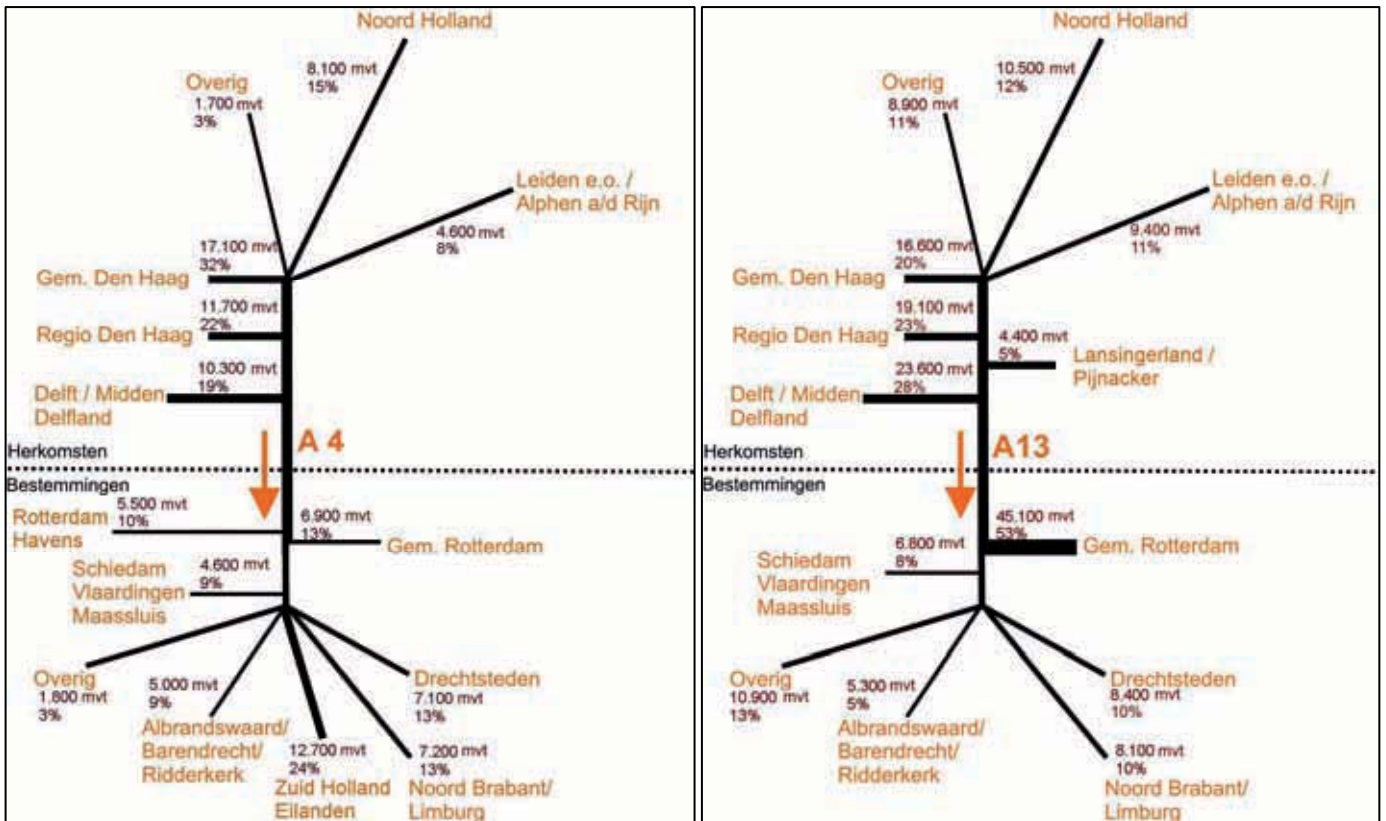 Noord Holland
8.100 mvt
15%
Overig
1.700 mvt
3%
Leiden e.o. /
Alphen a/d Rijn
4.600 mvt
8%
17.100 mvt
32%
Gem. Den Haag
11.700 mvt
22%
Regio Den Haag
10.300 mvt
19%
Delft / Midden
Delfland
A 4
Herkomsten
Bestemmingen
5.500 mvt
10%
Rotterdam
Havens
6.900 mvt
13%
Gem. Rotterdam
4.600 mvt
9%
Schiedam
Vlaardingen
Maassluis
Overig
1.800 mvt
3%
5.000 mvt
9%
Albrandswaard/
Barendrecht/
Ridderkerk
12.700 mvt
24%
Zuid Holland
Eilanden
Drechtsteden
7.100 mvt
13%
7.200 mvt
13%
Noord Brabant/
Limburg
Noord Holland
10.500 mvt
12%
Overig
8.900 mvt
11%
Leiden e.o. /
Alphen a/d Rijn
9.400 mvt
11%
16.600 mvt
20%
Gem. Den Haag
19.100 mvt
23%
Regio Den Haag
4.400 mvt
5%
Lansingerland /
Pijnacker
23.600 mvt
28%
Delft / Midden
Delfland
A13
Herkomsten
Bestemmingen
45.100 mvt
53%
Gem. Rotterdam
6.800 mvt
8%
Schiedam
Vlaardingen
Maassluis
Overig
10.900 mvt
13%
5.300 mvt
5%
Albrandswaard/
Barendrecht/
Ridderkerk
Drechtsteden
8.400 mvt
10%
8.100 mvt
10%
Noord Brabant/
Limburg